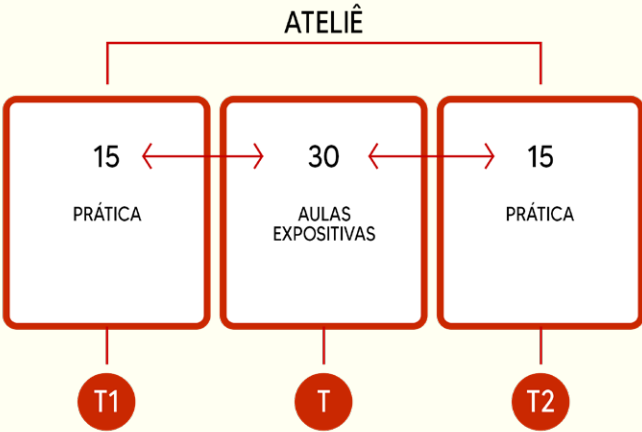 ATELIÊ
15
30
15
PRÁTICA
AULAS
EXPOSITIVAS
PRÁTICA
T1
T
T2